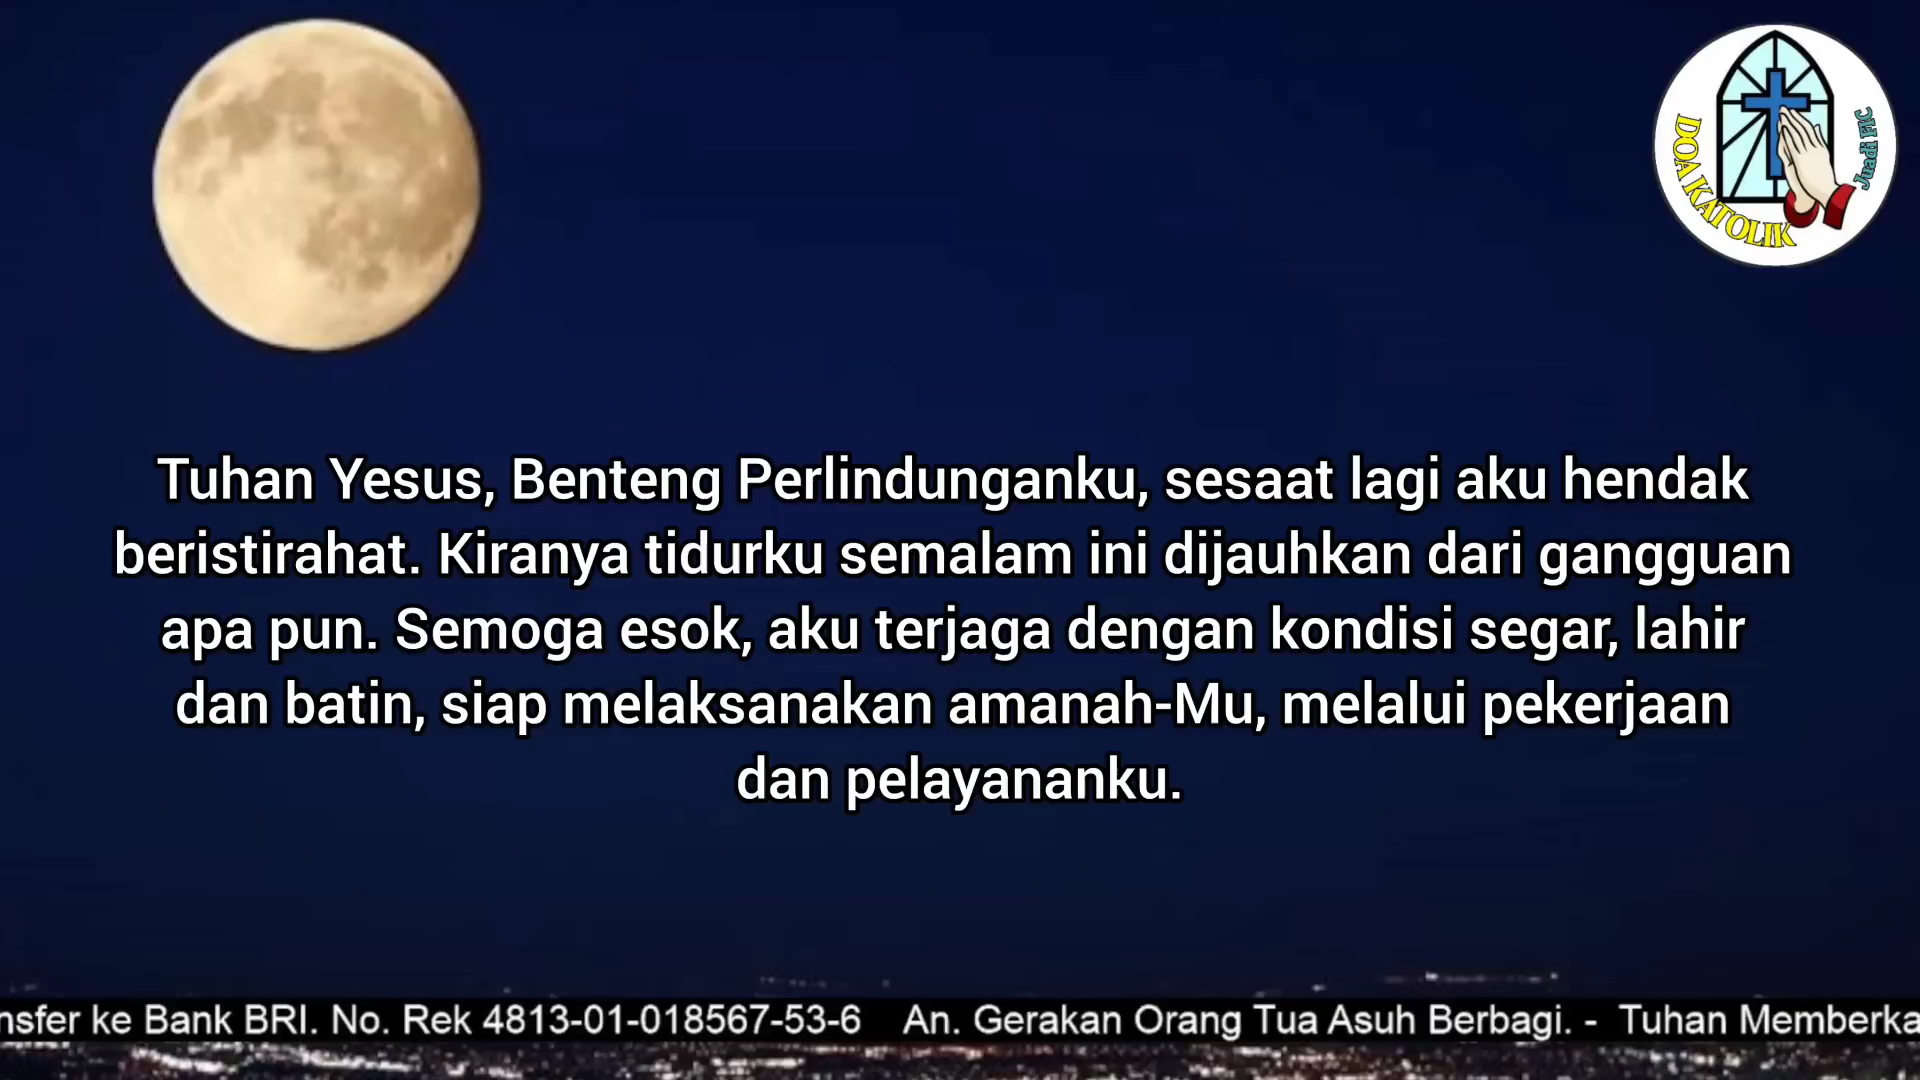 DOA KATOLIK
Juadi FIC
Tuhan Yesus, Benteng Perlindunganku, sesaat lagi aku hendak
beristirahat. Kiranya tidurku semalam ini dijauhkan dari gangguan
apa pun. Semoga esok, aku terjaga dengan kondisi segar, lahir
dan batin, siap melaksanakan amanah-Mu, melalui pekerjaan
dan pelayananku.
nsfer ke Bank BRI. No. Rek 4813-01-018567-53-6 An. Gerakan Orang Tua Asuh Berbagi. - Tuhan Memberka